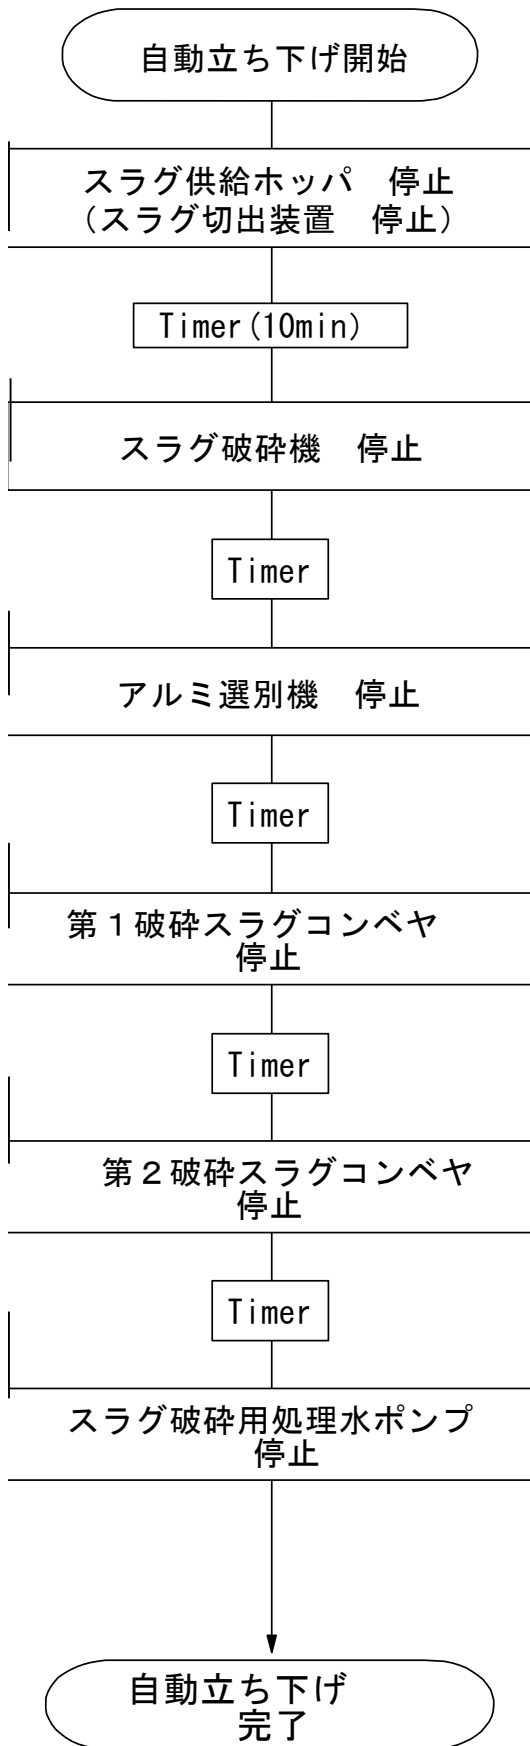 自動立ち下げ開始
スラグ供給ホッパ　停止
(スラグ切出装置　停止)
Timer(10min)
スラグ破砕機　停止
Timer
アルミ選別機　停止
Timer
第１破砕スラグコンベヤ
停止
Timer
第２破砕スラグコンベヤ
停止
Timer
スラグ破砕用処理水ポンプ
停止
自動立ち下げ
完了